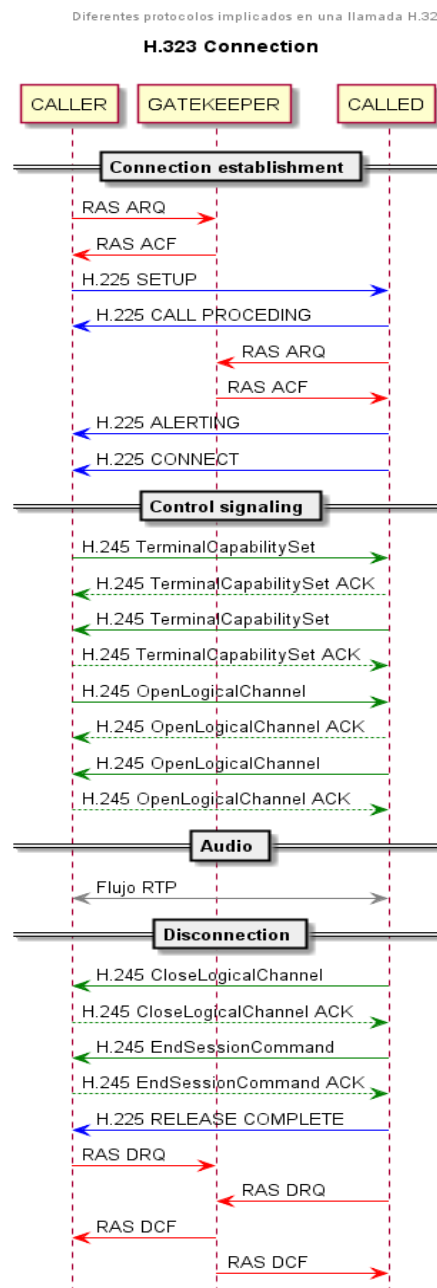 Diferentes protocolos implicados en una llamada H.32
H.323 Connection
CALLER GATEKEEPER CALLED
Connection establishment
RAS ARQ
RAS ACF
H.225 SETUP
H.225 CALL PROCEDING
RAS ARQ
RAS ACF
H.225 ALERTING
H.225 CONNECT
Control signaling
H.245 TerminalCapabilitySet
H.245 TerminalCapabilitySet ACK
H.245 TerminalCapabilitySet
H.245 TerminalCapabilitySet ACK
H.245 OpenLogicalChannel
H.245 OpenLogicalChannel ACK
H.245 OpenLogicalChannel
H.245 OpenLogicalChannel ACK
Audio
Flujo RTP
Disconnection
H.245 CloseLogicalChannel
H.245 CloseLogicalChannel ACK
H.245 EndSessionCommand
H.245 EndSessionCommand ACK
H.225 RELEASE COMPLETE
RAS DRQ
RAS DRQ
RAS DCF
RAS DCF